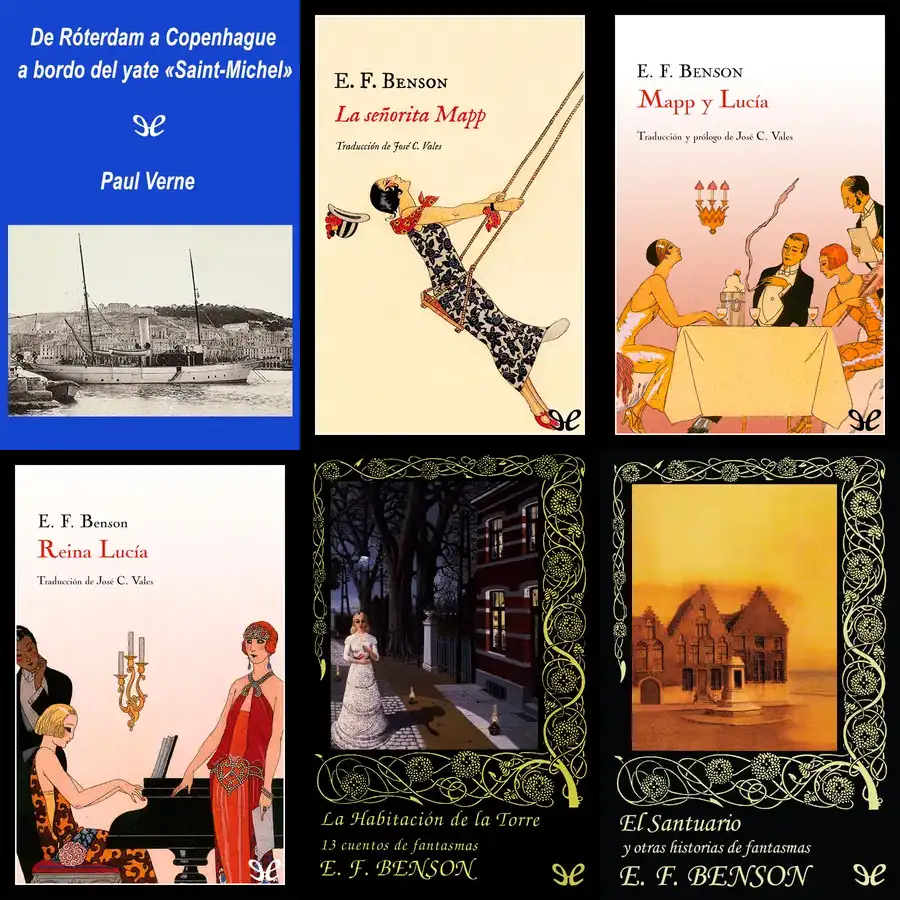 De Róterdam a Copenhague
a bordo del yate «Saint-Michel»
Paul Verne
E. F. Benson
La señorita Mapp
Traducción de José C. Vales
E. F. Benson
Mapp y Lucía
Traducción y prólogo de José C. Vales
E. F. Benson
Reina Lucía
Traducción de José C. Vales
La Habitación de la Torre
13 cuentos de fantasmas
E. F. BENSON
El Santuario
y otras historias de fantasmas
E. F. BENSON